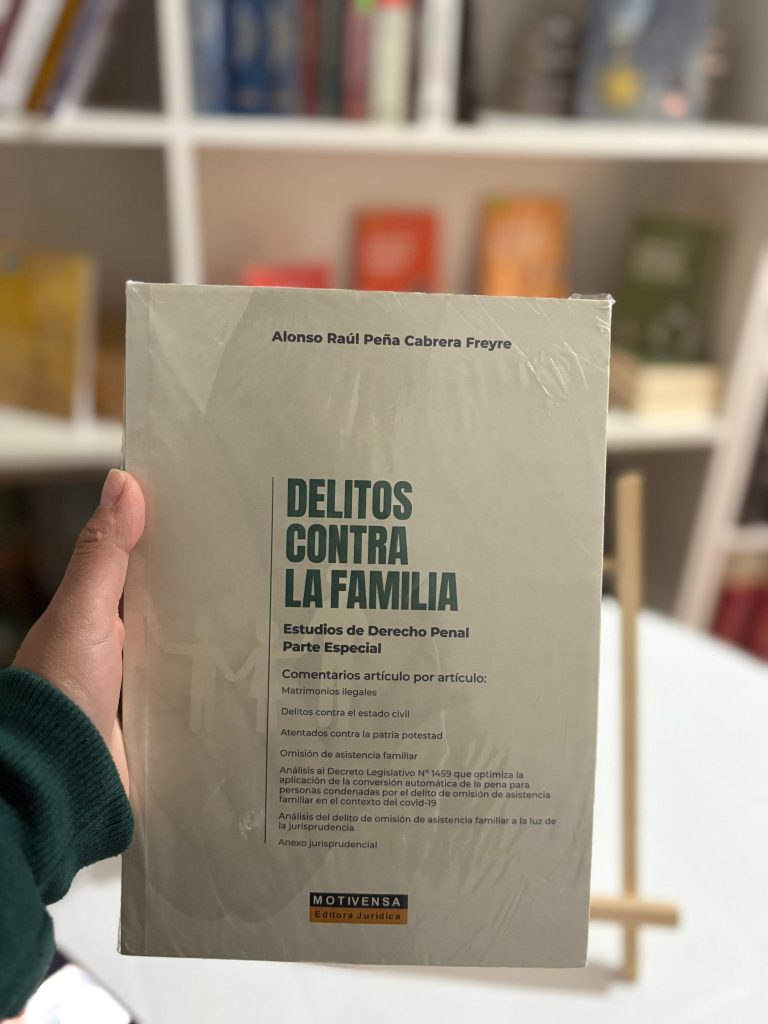 Alonso Raúl Peña Cabrera Freyre
DELITOS
CONTRA
LA FAMILIA
Estudios de Derecho Penal
Parte Especial
Comentarios artículo por artículo:
Matrimonios ilegales
Delitos contra el estado civil
Atentados contra la patria potestad
Omisión de asistencia familiar
Análisis al Decreto Legislativo N° 1459 que optimiza la
aplicación de la conversión automática de la pena para
personas condenadas por el delito de omisión de asistencia
familiar en el contexto del covid-19
Análisis del delito de omisión de asistencia familiar a la luz de
la jurisprudencia
Anexo jurisprudencial
MOTIVENSA
Editora Jurídica